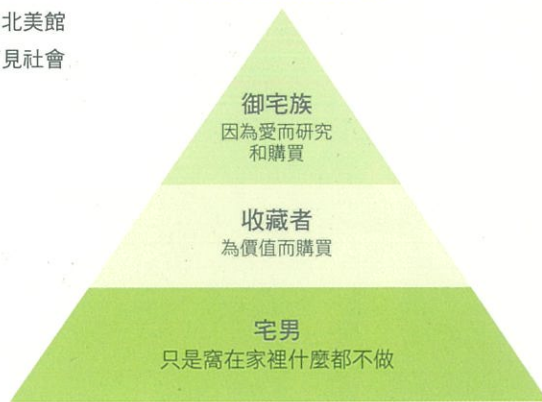 北美館
見社會
御宅族
因為愛而研究
和購買
收藏者
為價值而購買
宅男
只是窩在家裡什麼都不做